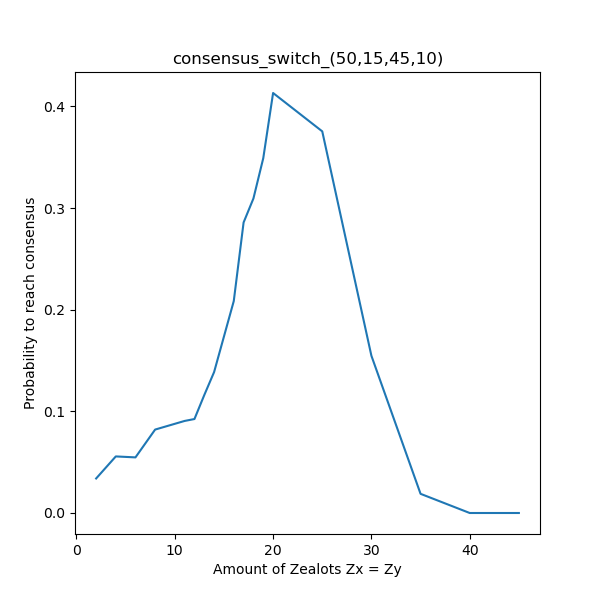 consensus_switch_(50,15,45,10)
Probability to reach consensus
0.4
0.3
0.2
0.1
0.0
0 10 20 30 40
Amount of Zealots Zx = Zy